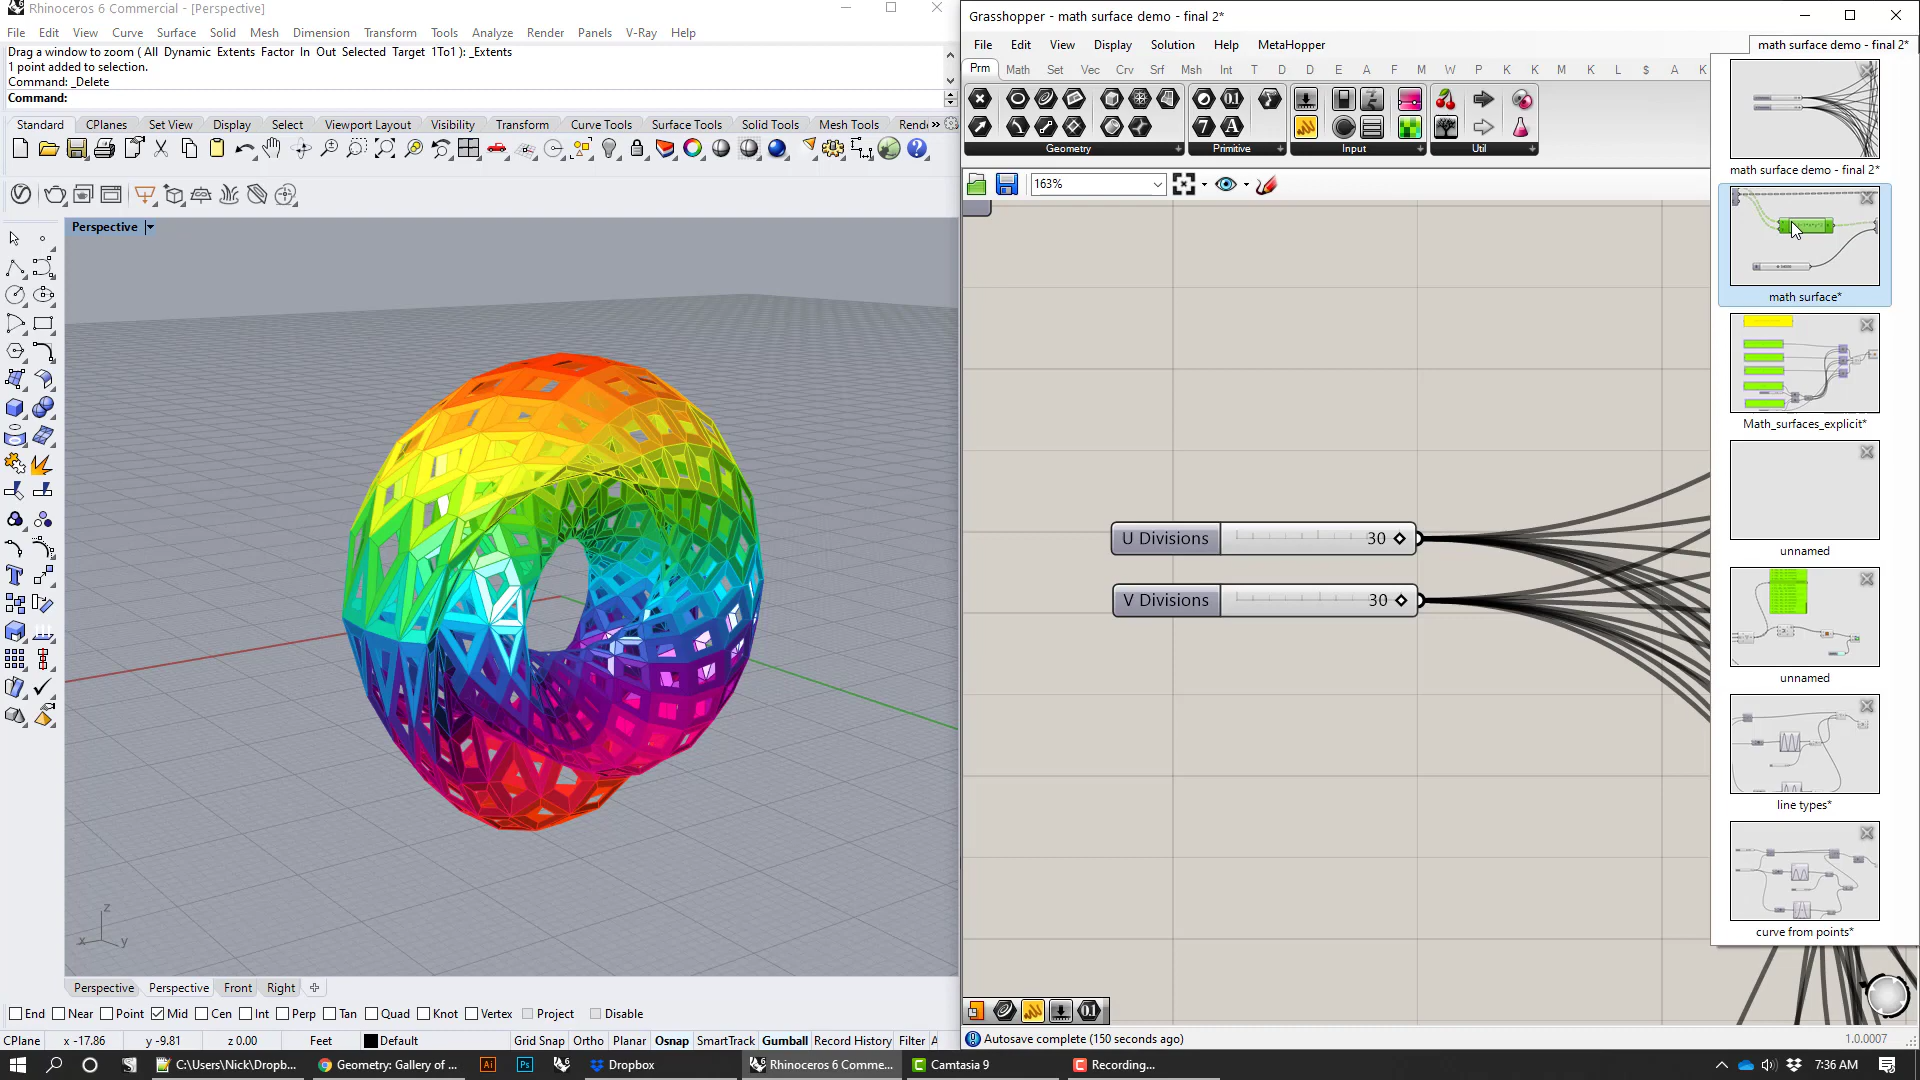 Rhinoceros 6 Commercial - [Perspective]
File Edit View Curve Surface Solid Mesh Dimension Transform Tools Analyze Render Panels V-Ray Help
Drag a window to zoom ( All Dynamic Extents Factor In Out Selected Target 1To1 ): _Extents
1 point added to selection.
Command: _Delete
Command:
Standard CPlanes Set View Display Select Viewport Layout Visibility Transform Curve Tools Surface Tools Solid Tools Mesh Tools Rende »
Perspective
z
x y
Perspective Perspective Front Right
End Near Point Mid Cen Int Perp Tan Quad Knot Vertex Project Disable
CPlane x -17.86 y -9.81 z 0.00 Feet Default Grid Snap Ortho Planar Osnap SmartTrack Gumball Record History Filter A
Grasshopper - math surface demo - final 2*
File Edit View Display Solution Help MetaHopper
math surface demo - final 2*
Prm Math Set Vec Crv Srf Msh Int T D D E A F M W P K K M K L S A K
Geometry Primitive Input Util
163%
U Divisions 30
V Divisions 30
math surface demo - final 2*
math surface*
Math_surfaces_explicit*
unnamed
unnamed
line types*
curve from points*
Autosave complete (150 seconds ago)
1.0.0007
C:\Users\Nick\Dropb... Geometry: Gallery of ... Ai Ps Dropbox Rhinoceros 6 Comme... Camtasia 9 Recording... 7:36 AM